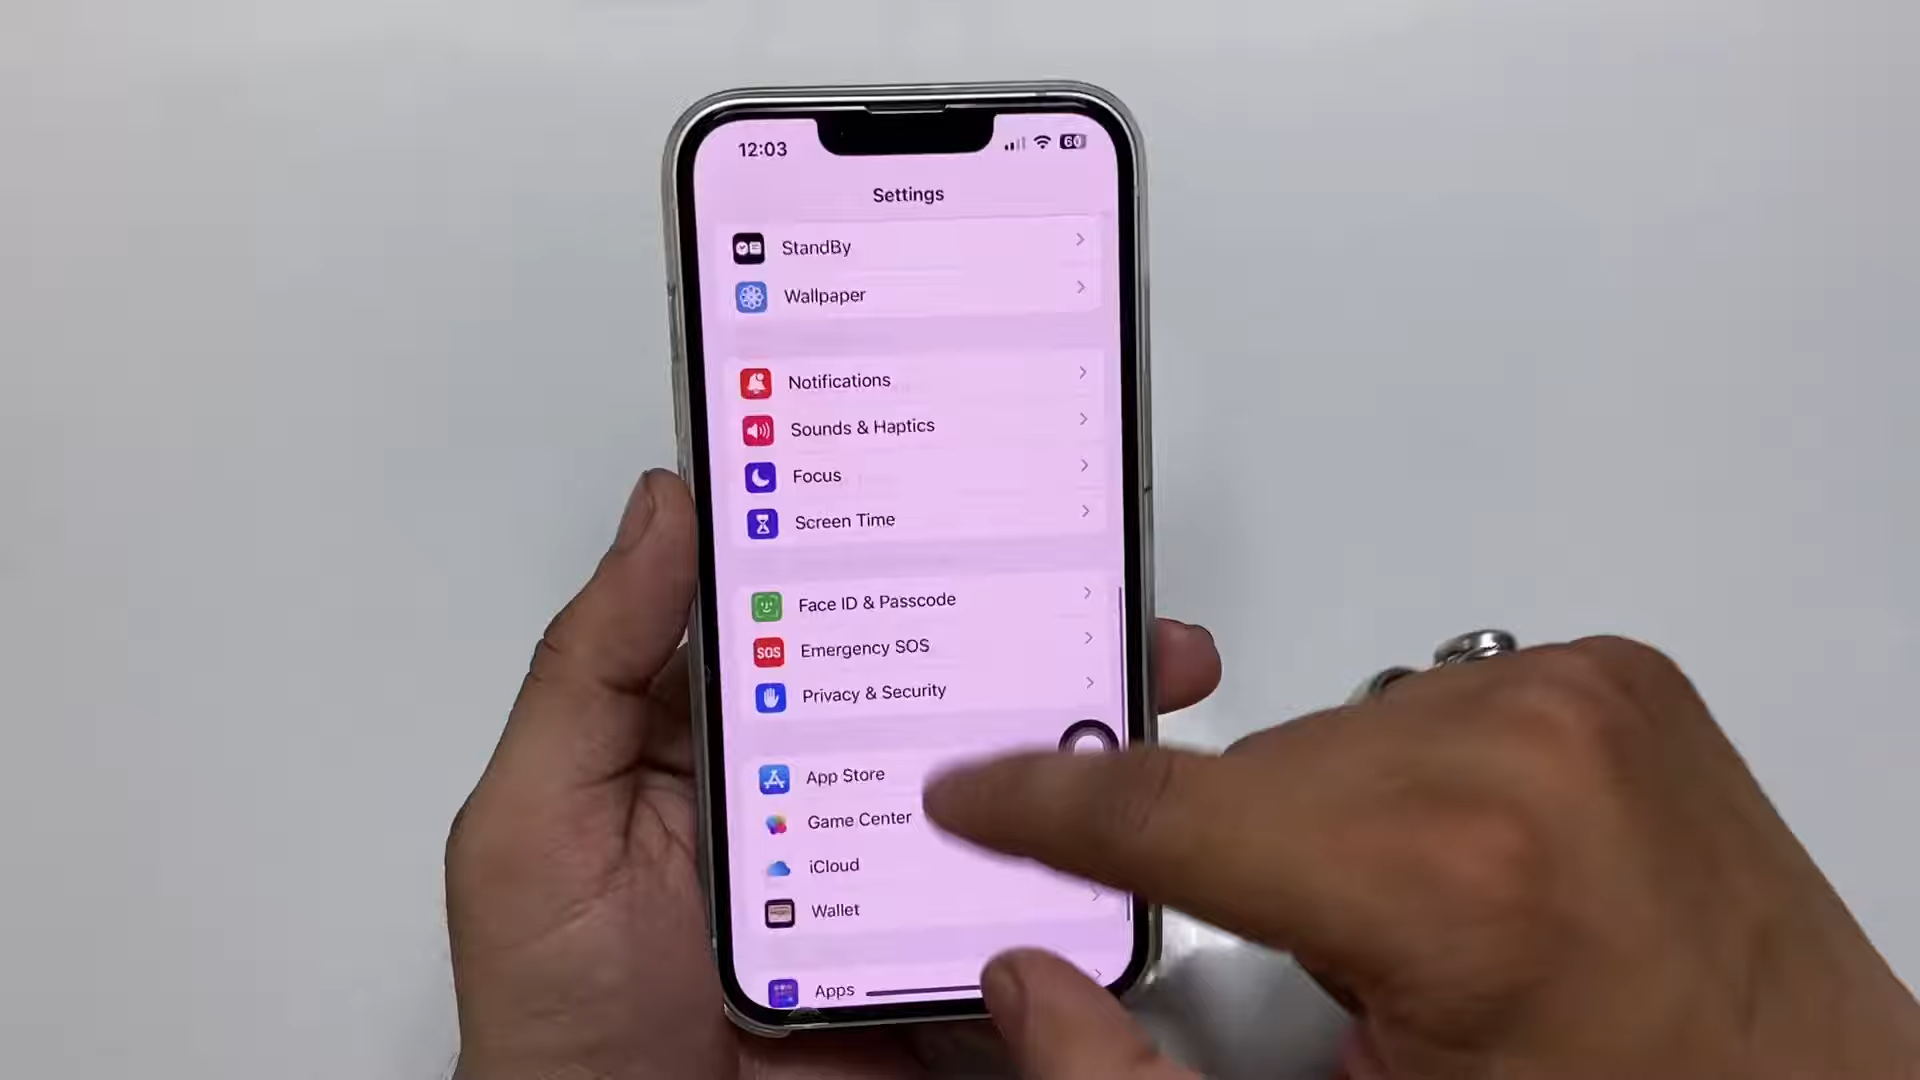 12:03
60
Settings
StandBy
Wallpaper
Notifications
Sounds & Haptics
Focus
Screen Time
Face ID & Passcode
SOS
Emergency SOS
Privacy & Security
App Store
Game Center
iCloud
Wallet
Apps